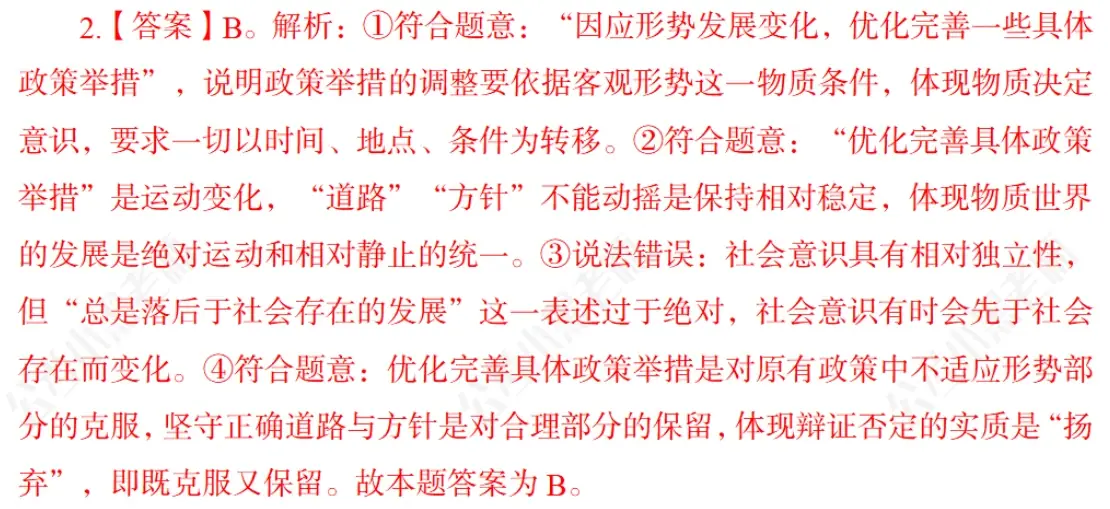 2.【答案】B。解析：①符合题意：“因应形势发展变化，优化完善一些具体
政策举措”，说明政策举措的调整要依据客观形势这一物质条件，体现物质决定
意识，要求一切以时间、地点、条件为转移。②符合题意：“优化完善具体政策
举措”是运动变化，“道路”“方针”不能动摇是保持相对稳定，体现物质世界
的发展是绝对运动和相对静止的统一。③说法错误：社会意识具有相对独立性，
但“总是落后于社会存在的发展”这一表述过于绝对，社会意识有时会先于社会
存在而变化。④符合题意：优化完善具体政策举措是对原有政策中不适应形势部
分的克服，坚守正确道路与方针是对合理部分的保留，体现辩证否定的实质是“扬
弃”，即既克服又保留。故本题答案为 B。